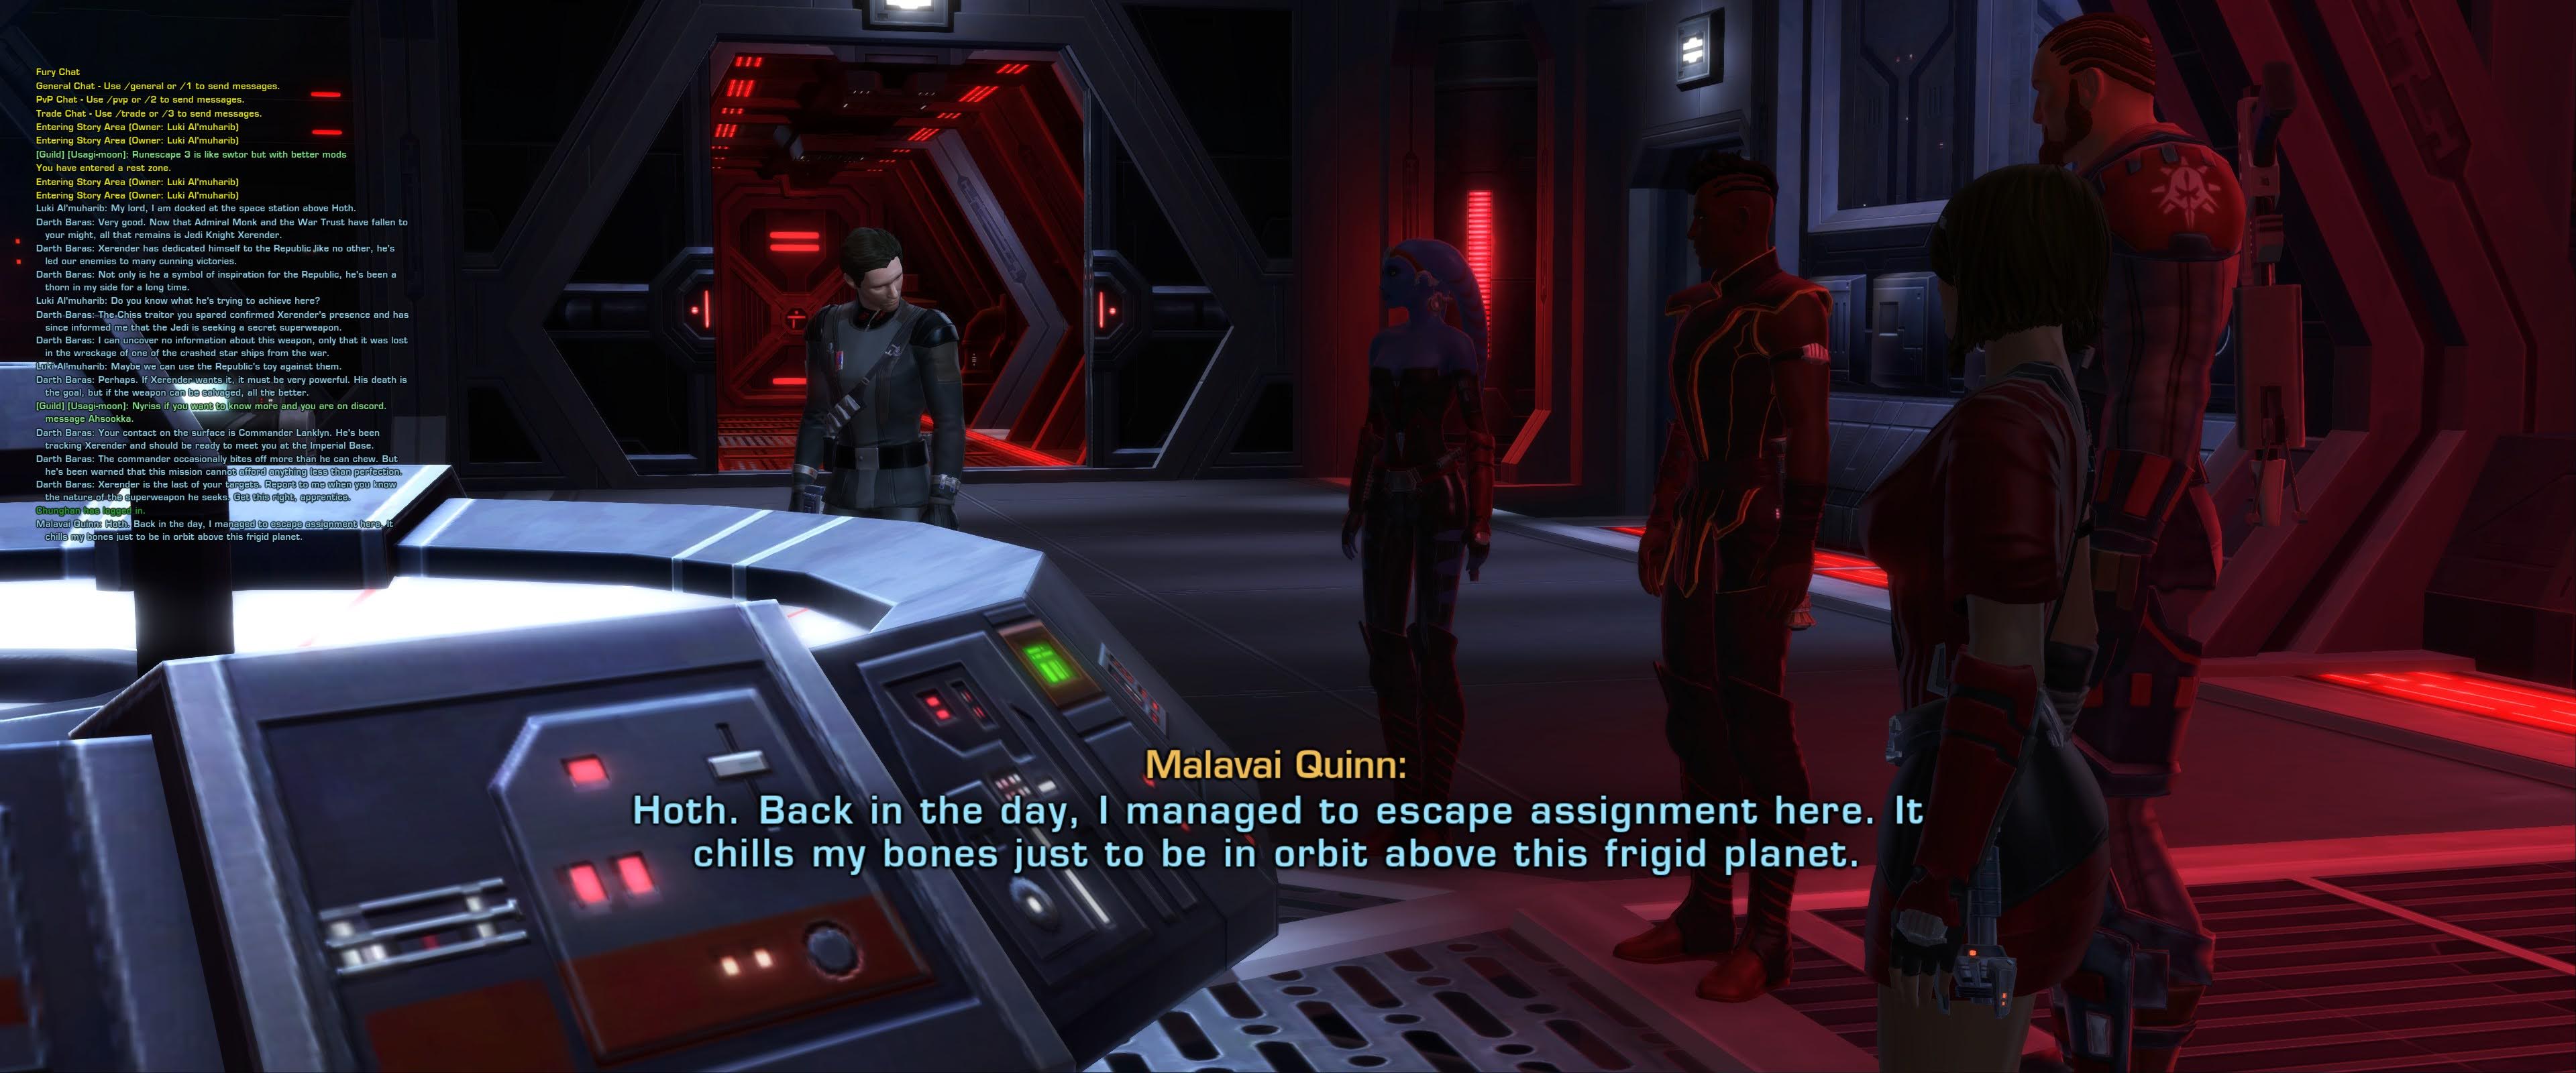 Fury Chat
General Chat - Use /general or /1 to send messages.
PvP Chat - Use /pvp or /2 to send messages.
Trade Chat - Use /trade or /3 to send messages.
Entering Story Area (Owner: Luki Al'muharib)
Entering Story Area (Owner: Luki Al'muharib)
[Guild] [Usagi-moon]: Runescape 3 is like swtor but with better mods
You have entered a rest zone.
Entering Story Area (Owner: Luki Al'muharib)
Entering Story Area (Owner: Luki Al'muharib)
Luki Al'muharib: My lord, I am docked at the space station above Hoth.
Darth Baras: Very good. Now that Admiral Monk and the War Trust have fallen to
your might, all that remains is Jedi Knight Xerender.
Darth Baras: Xerender has dedicated himself to the Republic like no other, he's
led our enemies to many cunning victories.
Darth Baras: Not only is he a symbol of inspiration for the Republic, he's been a
thorn in my side for a long time.
Luki Al'muharib: Do you know what he's trying to achieve here?
Darth Baras: The Chiss traitor you spared confirmed Xerender's presence and has
since informed me that the Jedi is seeking a secret superweapon.
Darth Baras: I can uncover no information about this weapon, only that it was lost
in the wreckage of one of the crashed star ships from the war.
Luki Al'muharib: Maybe we can use the Republic's toy against them.
Darth Baras: Perhaps. If Xerender wants it, it must be very powerful. His death is
the goal, but if the weapon can be salvaged, all the better.
[Guild] [Usagi-moon]: Nyriss if you want to know more and you are on discord.
message Ahsookka.
Darth Baras: Your contact on the surface is Commander Lanklyn. He's been
tracking Xerender and should be ready to meet you at the Imperial Base.
Darth Baras: The commander occasionally bites off more than he can chew. But
he's been warned that this mission cannot afford anything less than perfection.
Darth Baras: Xerender is the last of your targets. Report to me when you know
the nature of the superweapon he seeks. Get this right, apprentice.
Chunghan has logged in.
Malavai Quinn: Hoth. Back in the day, I managed to escape assignment here. It
chills my bones just to be in orbit above this frigid planet.
Malavai Quinn:
Hoth. Back in the day, I managed to escape assignment here. It
chills my bones just to be in orbit above this frigid planet.